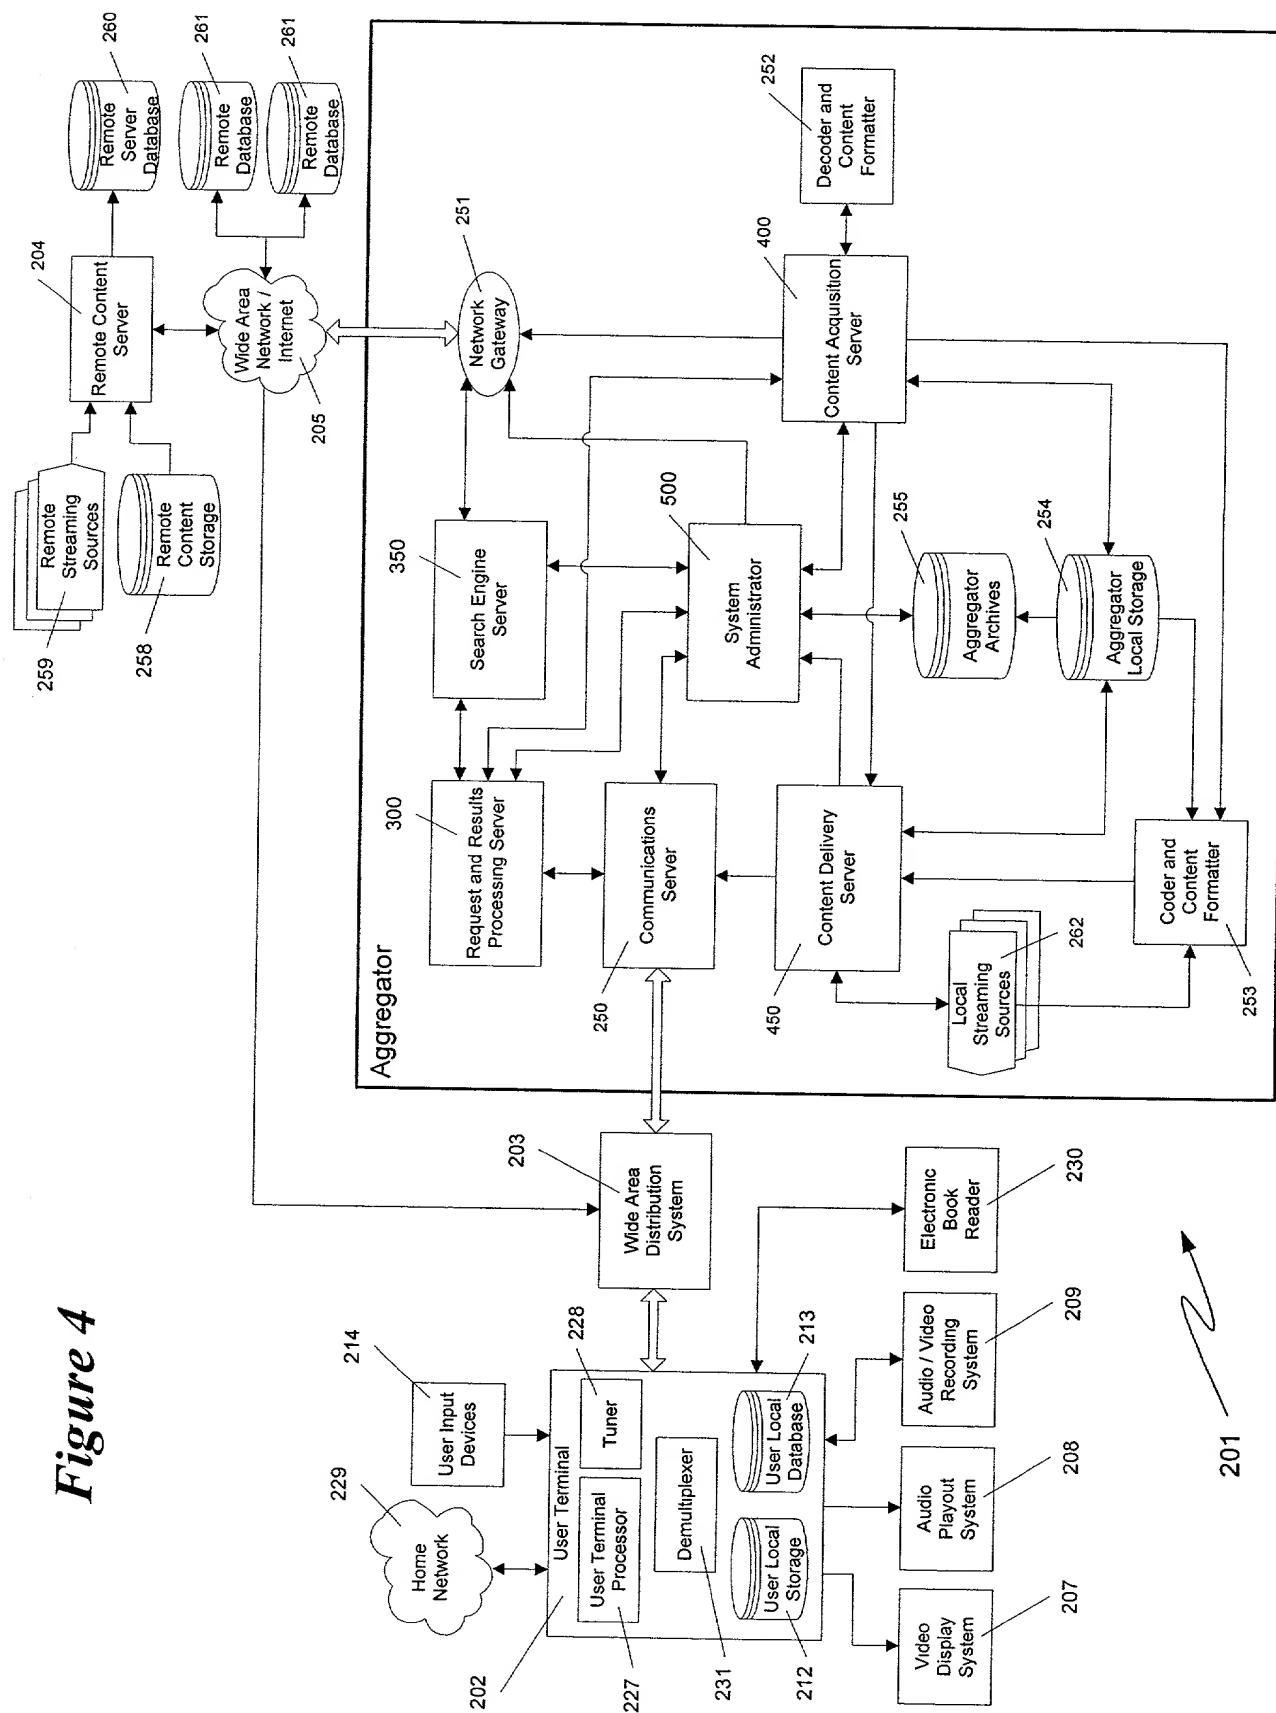 Figure 4
229
Home
Network
214
User Input
Devices
202
User Terminal
227
User Terminal
Processor
228
Tuner
231
Demultiplexer
212
User Local
Storage
213
User Local
Database
207
Video
Display
System
208
Audio
Playout
System
209
Audio / Video
Recording
System
230
Electronic
Book
Reader
201
203
Wide Area
Distribution
System
259
Remote
Streaming
Sources
258
Remote
Content
Storage
204
Remote Content
Server
260
Remote
Server
Database
261
Remote
Database
261
Remote
Database
Wide Area
Network /
Internet
205
Aggregator
300
Request and Results
Processing Server
350
Search Engine
Server
251
Network
Gateway
250
Communications
Server
500
System
Administrator
400
Content Acquisition
Server
252
Decoder and
Content
Formatter
450
Content Delivery
Server
255
Aggregator
Archives
254
Aggregator
Local Storage
Local
Streaming
Sources
262
Coder and
Content
Formatter
253